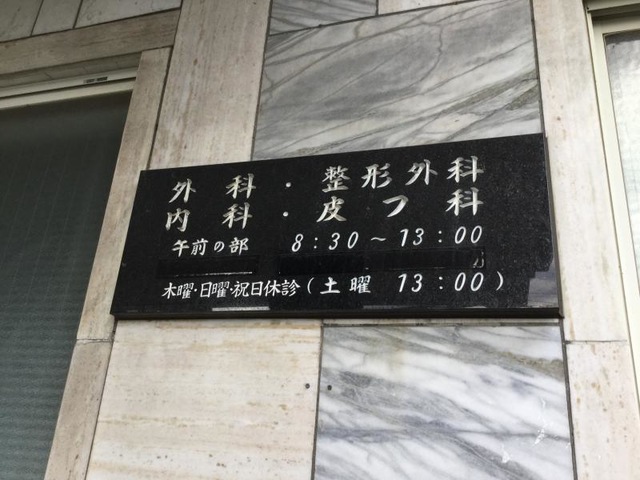 外科・整形外科
内科・皮フ科
午前の部 8:30～13:00
木曜・日曜・祝日休診(土曜 13:00)